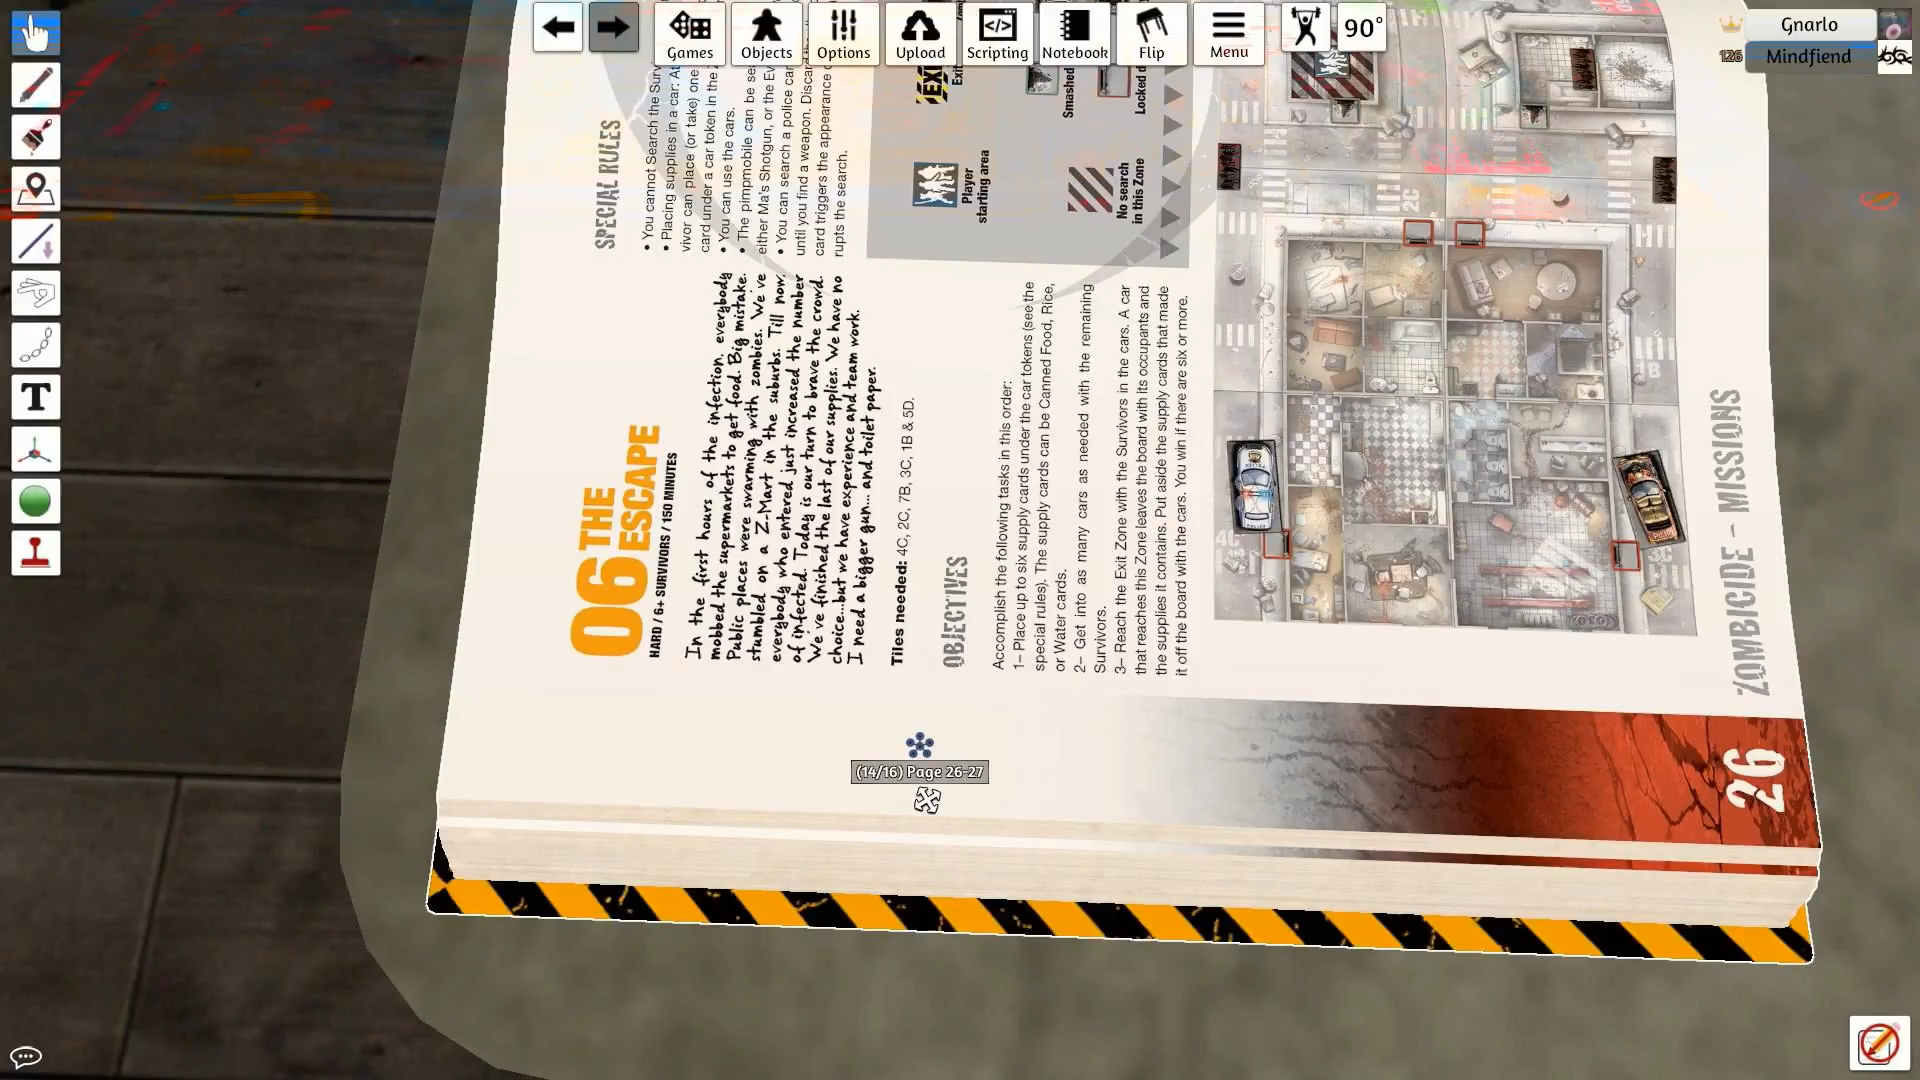 Games
Objects
Options
Upload
Scripting
Notebook
Flip
Menu
90°
Gnarlo
126
Mindfiend
T
06 THE
ESCAPE
HARD / 6+ SURVIVORS / 150 MINUTES
In the first hours of the infection, everybody
mobbed the supermarkets to get food. Big mistake.
Public places were swarming with zombies. We've
stumbled on a Z-Mart in the suburbs. Till now,
everybody who entered just increased the number
of infected. Today is our turn to brave the crowd.
We've finished the last of our supplies. We have no
choice...but we have experience and team work.
I need a bigger gun... and toilet paper.
Tiles needed: 4C, 2C, 7B, 3C, 1B & 5D.
OBJECTIVES
Accomplish the following tasks in this order:
1– Place up to six supply cards under the car tokens (see the
special rules). The supply cards can be Canned Food, Rice,
or Water cards.
2– Get into as many cars as needed with the remaining
Survivors.
3– Reach the Exit Zone with the Survivors in the cars. A car
that reaches this Zone leaves the board with its occupants and
the supplies it contains. Put aside the supply cards that made
it off the board with the cars. You win if there are six or more.
SPECIAL RULES
• You cannot Search the
• Placing supplies in a car:
vivor can place (or take) one
card under a car token in the
• You can use the cars.
• The pimpmobile can be
either Ma's Shotgun, or the
• You can search a police
until you find a weapon.
card triggers the appearance
rupts the search.
Player
starting area
No search
in this Zone
Smashed
Locked
2C
4C
3C
ZOMBICIDE - MISSIONS
26
(14/16) Page 26-27